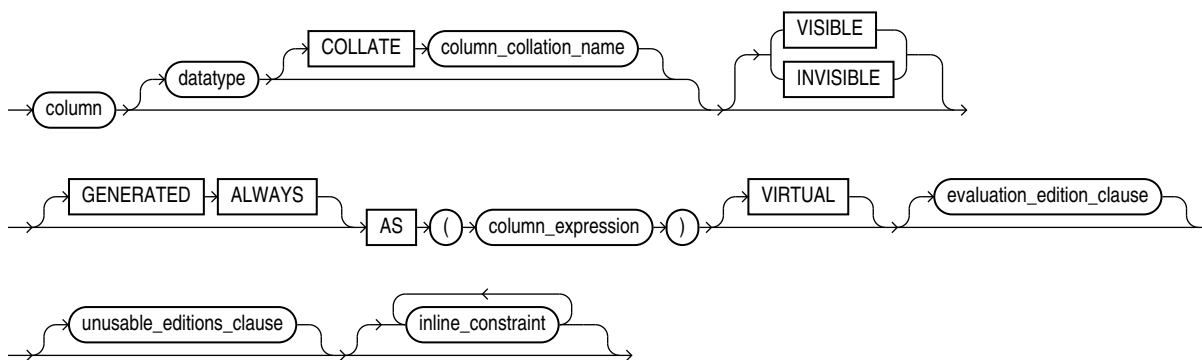 VISIBLE
COLLATE column_collation_name
datatype INVISIBLE
column
GENERATED ALWAYS VIRTUAL evaluation_edition_clause
AS ( column_expression )
unusable_editions_clause inline_constraint